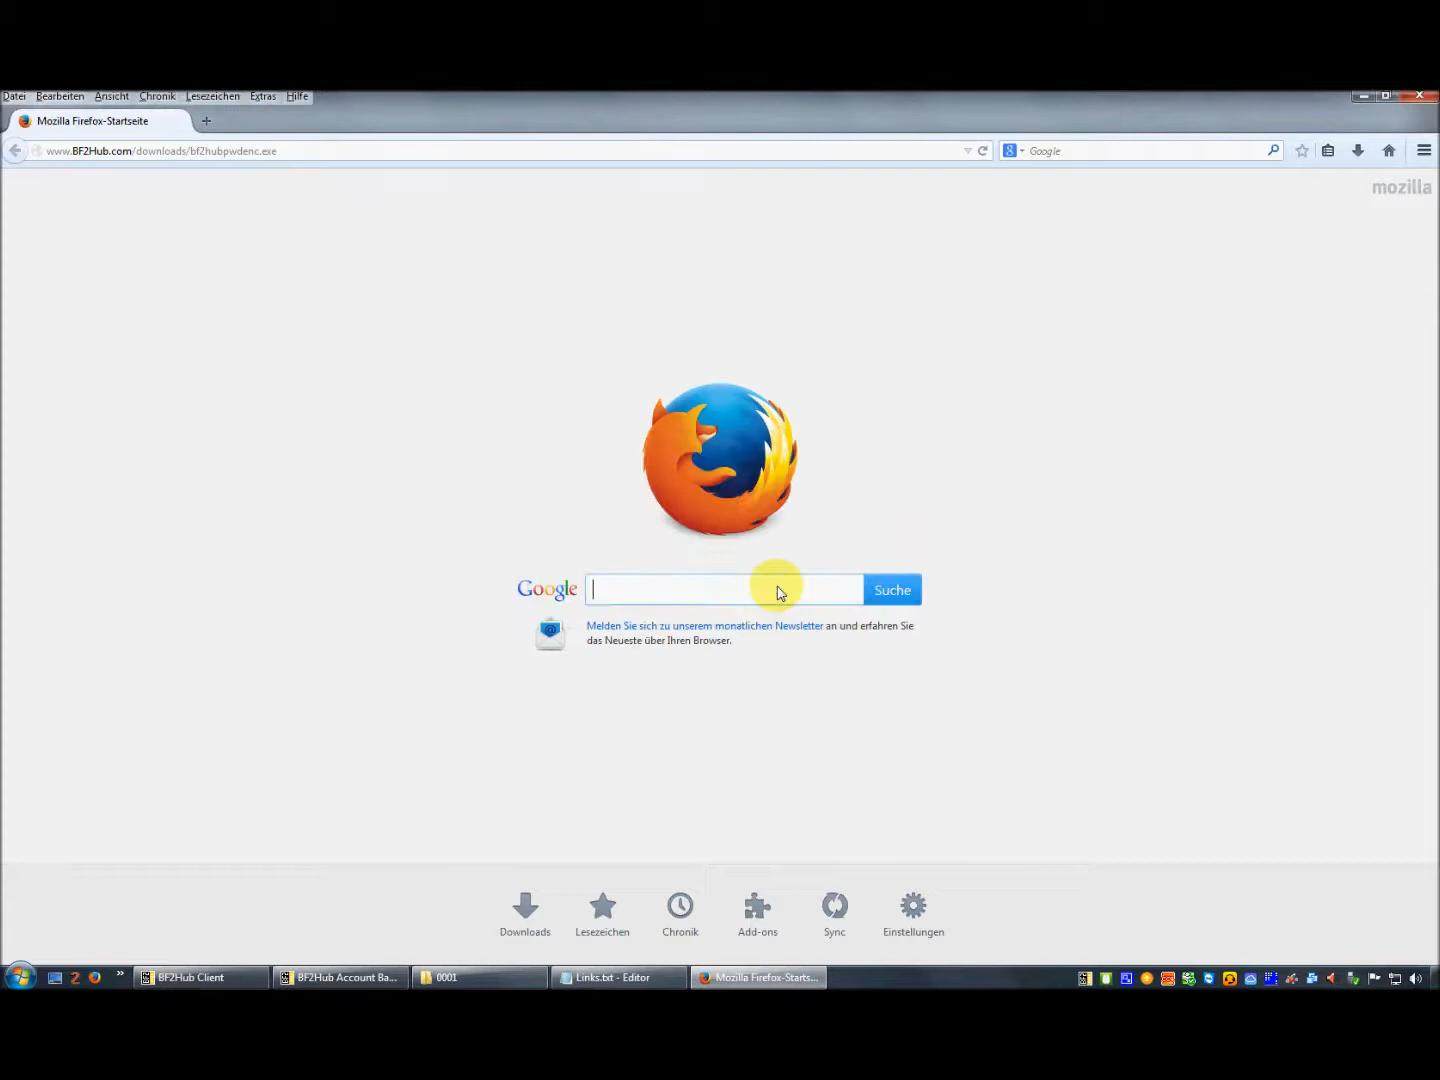 Datei Bearbeiten Ansicht Chronik Lesezeichen Extras Hilfe
Mozilla Firefox-Startseite
www.BF2Hub.com/downloads/bf2hubpwdenc.exe
8 Google
mozilla
Google
Suche
Melden Sie sich zu unserem monatlichen Newsletter an und erfahren Sie
das Neueste über Ihren Browser.
Downloads Lesezeichen Chronik Add-ons Sync Einstellungen
BF2Hub Client BF2Hub Account Ba... 0001 Links.txt - Editor Mozilla Firefox-Starts...